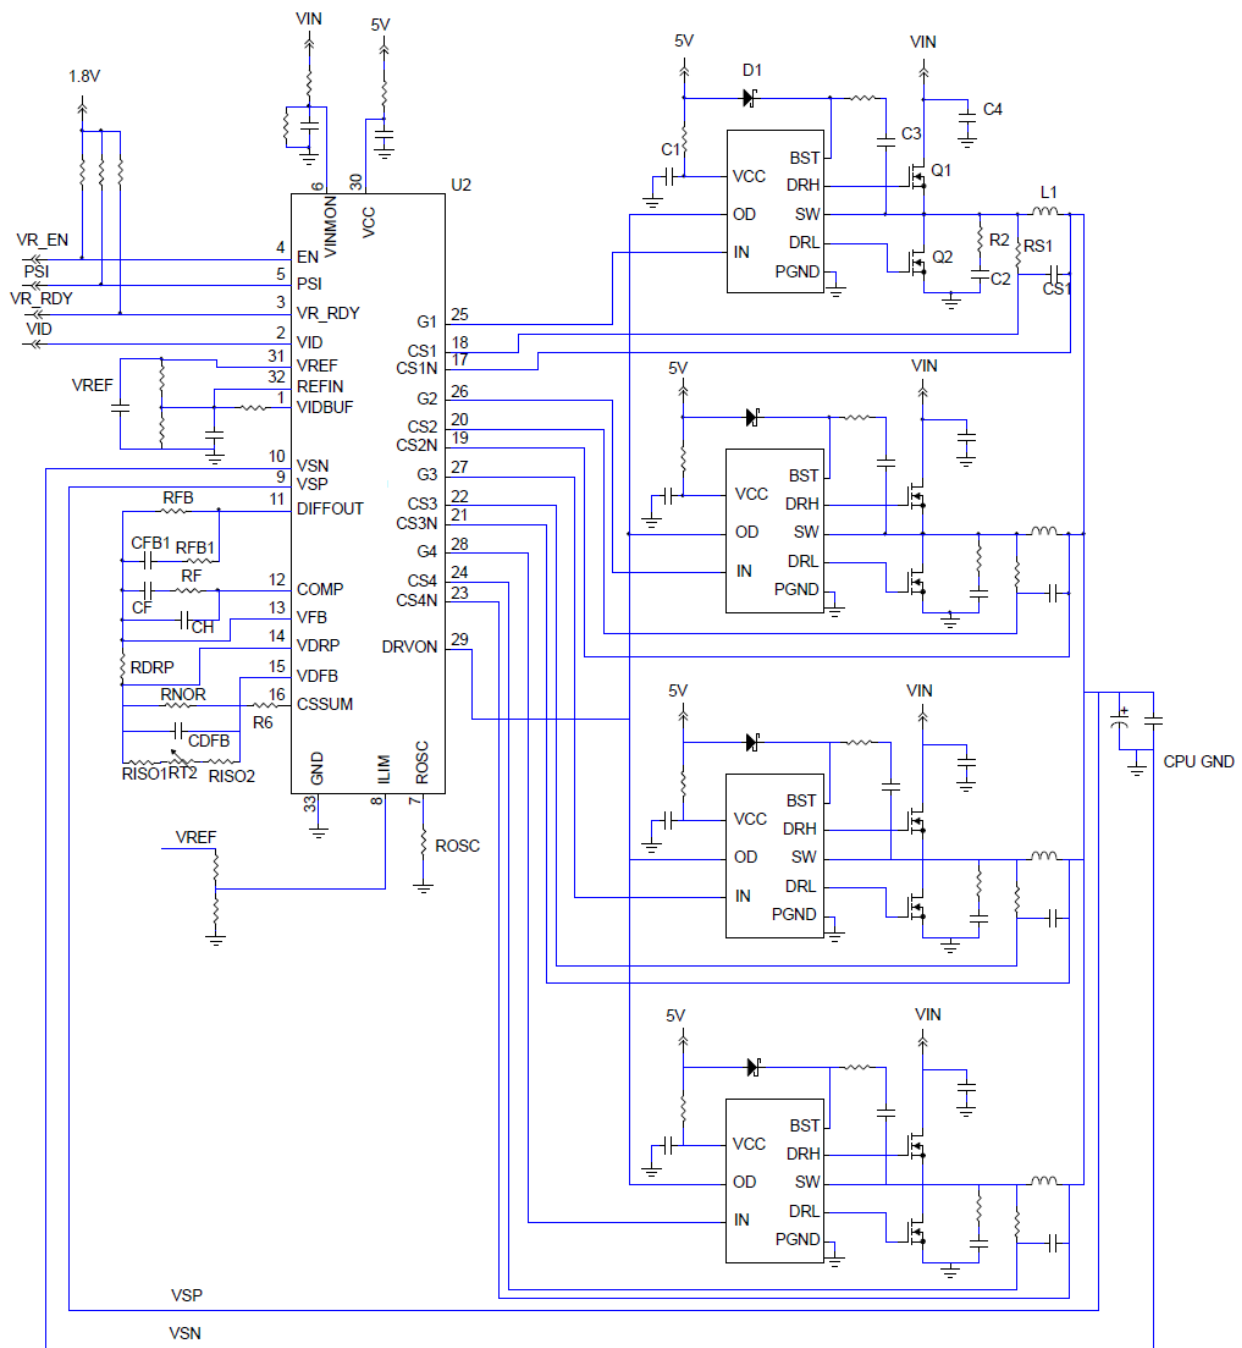 VIN
5V
1.8V
6
VINMON
30
VCC
U2
VR_EN
4
EN
PSI
5
PSI
VR_RDY
3
VR_RDY
VID
2
VID
31
VREF
32
REFIN
1
VIDBUF
VREF
10
VSN
9
VSP
11
DIFFOUT
RFB
CFB1
RFB1
RF
CF
12
COMP
CH
13
VFB
14
VDRP
RDRP
15
VDFB
RNOR
16
CSSUM
R6
CDFB
RISO1
RT2
RISO2
GND
33
ILIM
8
ROSC
7
ROSC
VREF
G1
25
CS1
18
CS1N
17
G2
26
CS2
20
CS2N
19
G3
27
CS3
22
CS3N
21
G4
28
CS4
24
CS4N
23
DRVON
29
5V
D1
VIN
C4
C3
C1
BST
VCC
DRH
Q1
OD
SW
L1
DRL
R2
RS1
IN
Q2
PGND
C2
CS1
5V
VIN
BST
VCC
DRH
OD
SW
DRL
IN
PGND
5V
VIN
BST
VCC
DRH
OD
SW
DRL
IN
PGND
+
CPU GND
5V
VIN
BST
VCC
DRH
OD
SW
DRL
IN
PGND
VSP
VSN